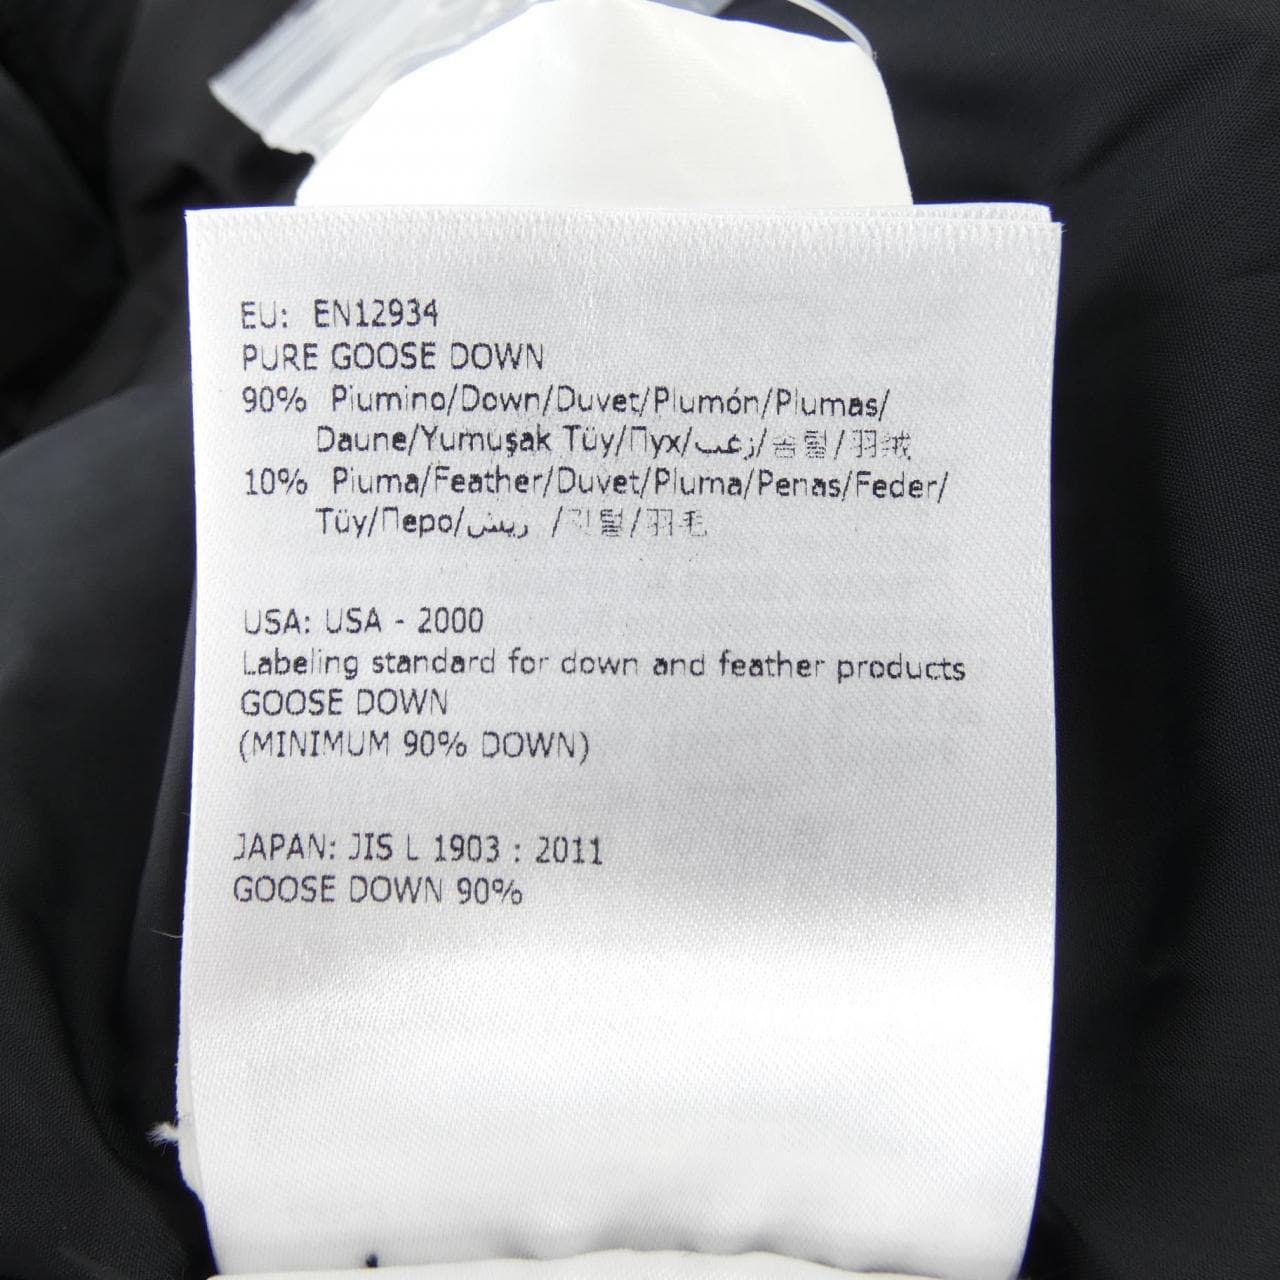 EU: EN12934
PURE GOOSE DOWN
90% Piumino/Down/Duvet/Plumón/Plumas/
Daune/Yumuşak Tüy/Пух/زغب/솜털/羽绒
10% Piuma/Feather/Duvet/Pluma/Penas/Feder/
Tüy/Перо/ريش /깃털/羽毛
USA: USA - 2000
Labeling standard for down and feather products
GOOSE DOWN
(MINIMUM 90% DOWN)
JAPAN: JIS L 1903 : 2011
GOOSE DOWN 90%